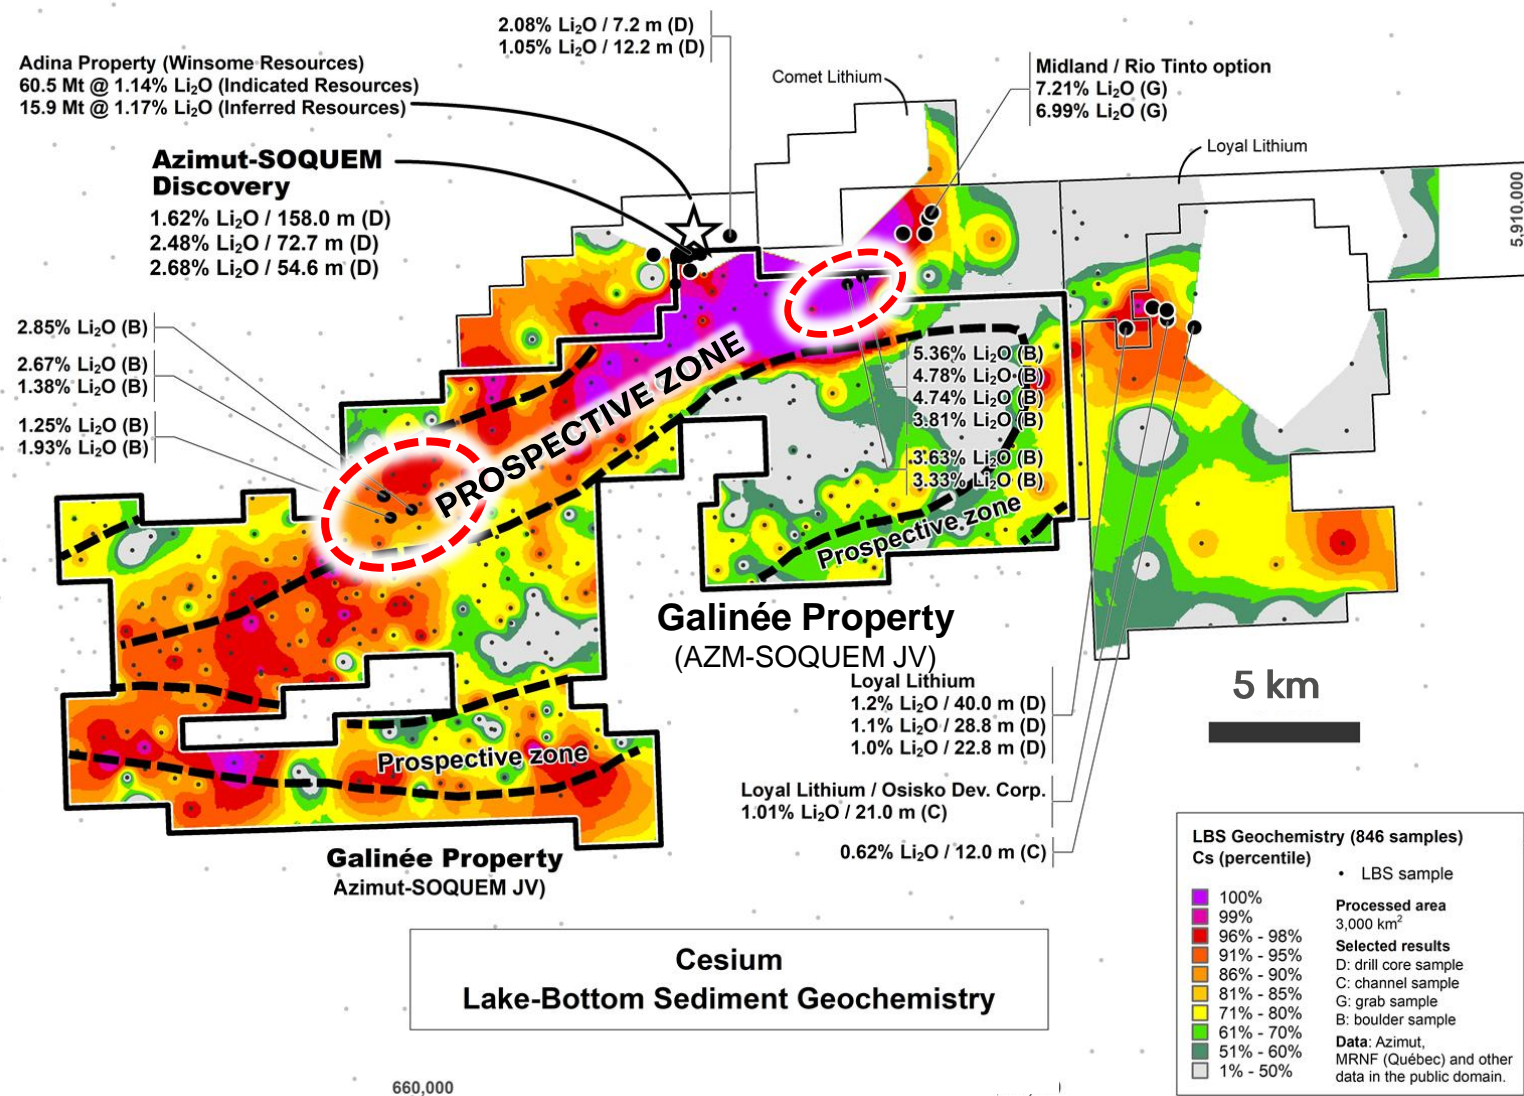 2.08% Li₂O / 7.2 m (D)
1.05% Li₂O / 12.2 m (D)
Adina Property (Winsome Resources)
60.5 Mt @ 1.14% Li₂O (Indicated Resources)
15.9 Mt @ 1.17% Li₂O (Inferred Resources)
Comet Lithium
Midland / Rio Tinto option
7.21% Li₂O (G)
6.99% Li₂O (G)
Loyal Lithium
5,910,000
Azimut-SOQUEM
Discovery
1.62% Li₂O / 158.0 m (D)
2.48% Li₂O / 72.7 m (D)
2.68% Li₂O / 54.6 m (D)
2.85% Li₂O (B)
2.67% Li₂O (B)
1.38% Li₂O (B)
1.25% Li₂O (B)
1.93% Li₂O (B)
PROSPECTIVE ZONE
5.36% Li₂O (B)
4.78% Li₂O (B)
4.74% Li₂O (B)
3.81% Li₂O (B)
3.63% Li₂O (B)
3.33% Li₂O (B)
Prospective zone
Galinée Property
(AZM-SOQUEM JV)
Loyal Lithium
1.2% Li₂O / 40.0 m (D)
1.1% Li₂O / 28.8 m (D)
1.0% Li₂O / 22.8 m (D)
Loyal Lithium / Osisko Dev. Corp.
1.01% Li₂O / 21.0 m (C)
0.62% Li₂O / 12.0 m (C)
5 km
Prospective zone
Galinée Property
Azimut-SOQUEM JV)
Cesium
Lake-Bottom Sediment Geochemistry
660,000
LBS Geochemistry (846 samples)
Cs (percentile)
100%
99%
96% - 98%
91% - 95%
86% - 90%
81% - 85%
71% - 80%
61% - 70%
51% - 60%
1% - 50%
LBS sample
Processed area
3,000 km²
Selected results
D: drill core sample
C: channel sample
G: grab sample
B: boulder sample
Data: Azimut,
MRNF (Québec) and other
data in the public domain.